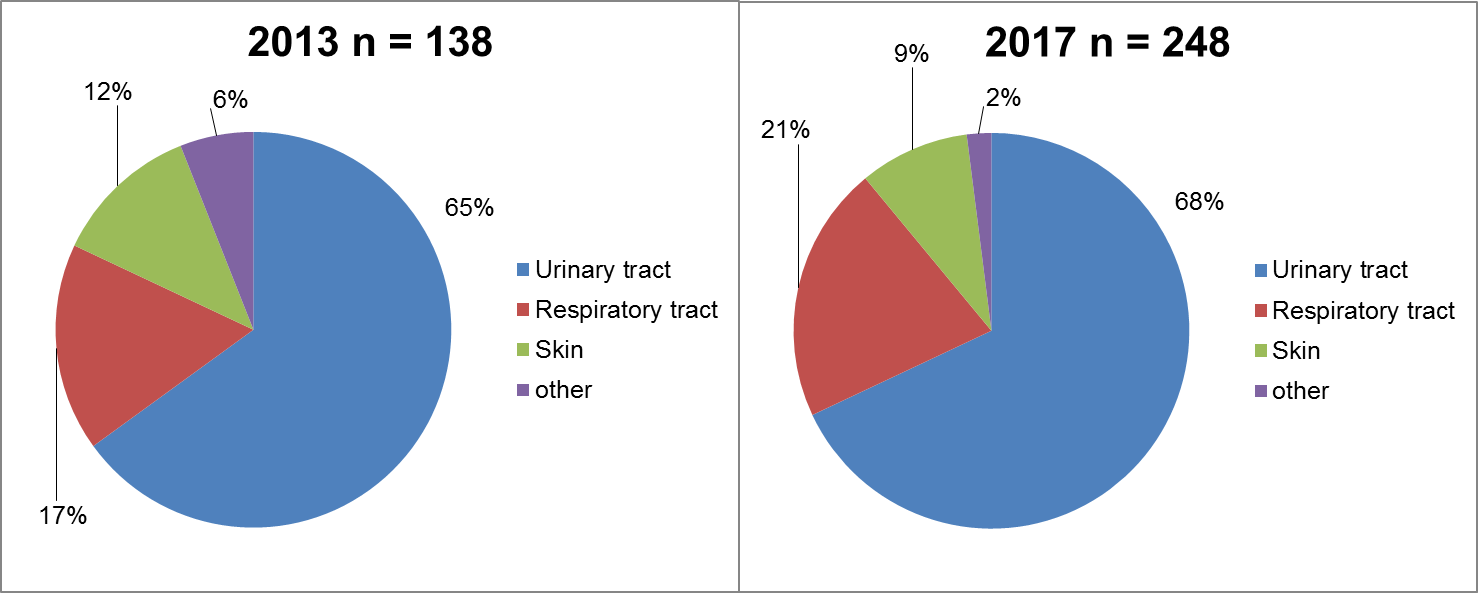 2013 n = 138
12%
6%
65%
17%
Urinary tract
Respiratory tract
Skin
other
2017 n = 248
9%
2%
21%
68%
Urinary tract
Respiratory tract
Skin
other